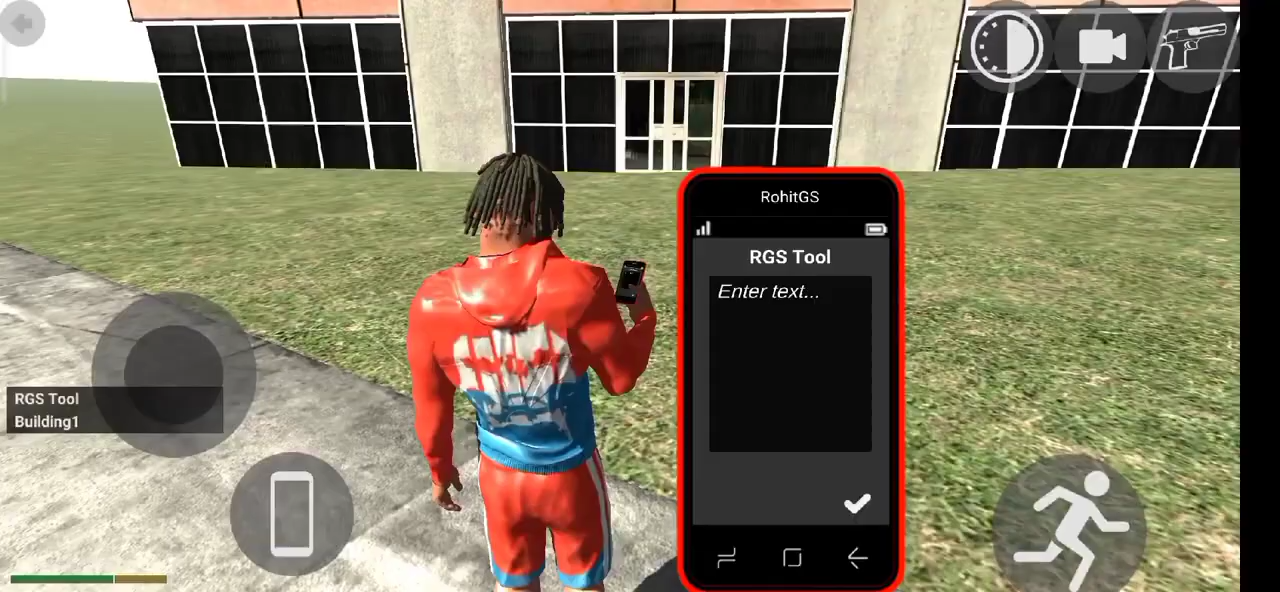 RohitGS
RGS Tool
Enter text...
RGS Tool
Building1